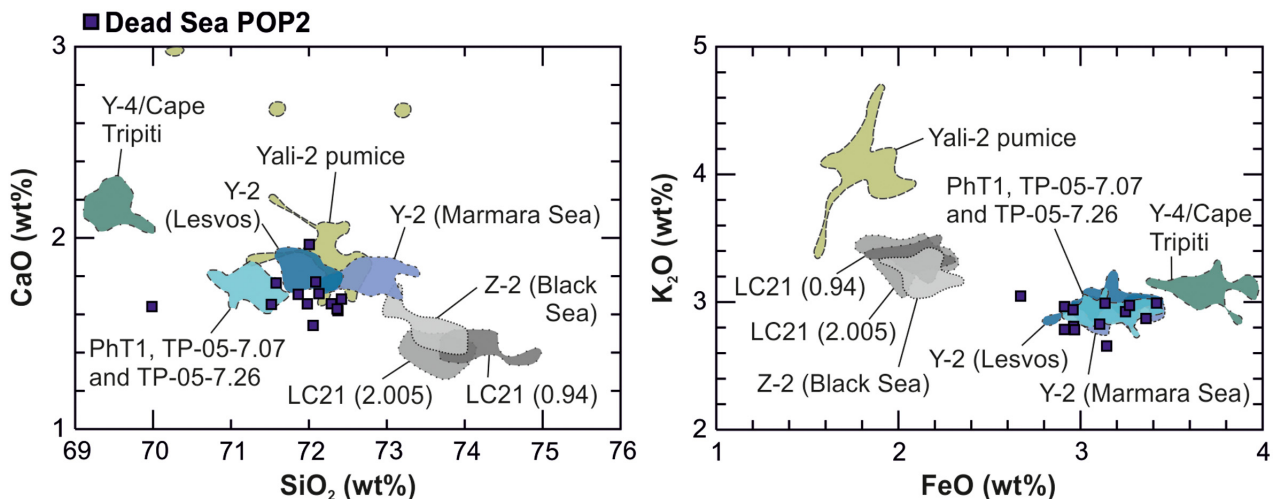 Dead Sea POP2
3
2
1
CaO (wt%)
Y-4/Cape
Tripiti
Yali-2 pumice
Y-2
(Lesvos)
Y-2 (Marmara Sea)
Z-2 (Black
Sea)
PhT1, TP-05-7.07
and TP-05-7.26
LC21 (2.005)
LC21 (0.94)
69
70
71
72
73
74
75
76
SiO₂ (wt%)
5
4
3
2
K₂O (wt%)
Yali-2 pumice
PhT1, TP-05-7.07
and TP-05-7.26
Y-4/Cape
Tripiti
LC21 (0.94)
LC21 (2.005)
Z-2 (Black Sea)
Y-2 (Lesvos)
Y-2 (Marmara Sea)
1
2
3
4
FeO (wt%)